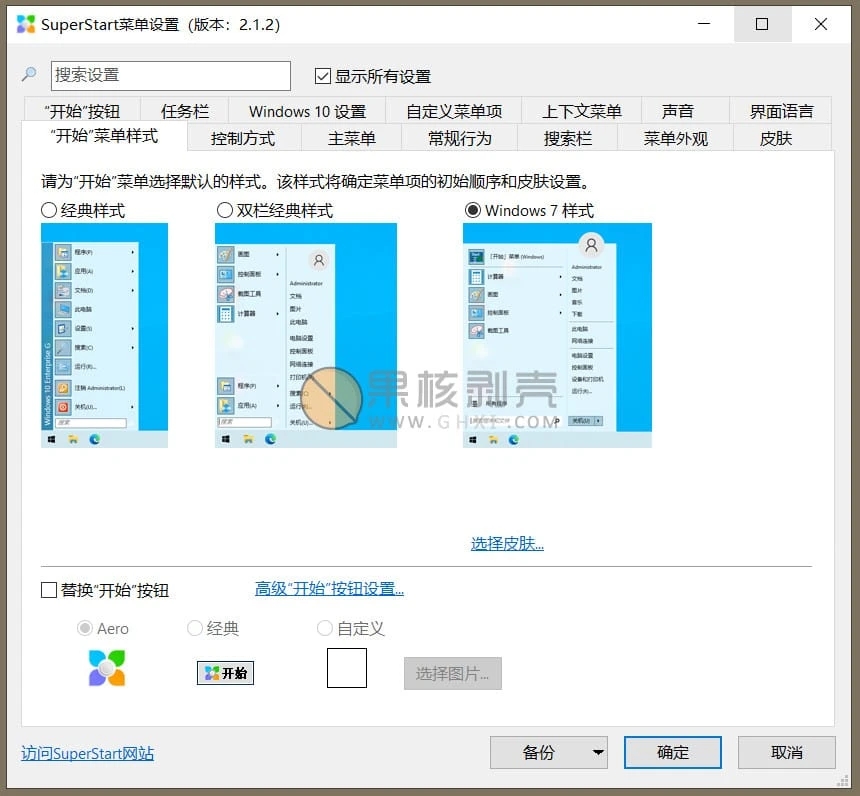 SuperStart菜单设置（版本：2.1.2）
搜索设置
显示所有设置
“开始”按钮 任务栏 Windows 10 设置 自定义菜单项 上下文菜单 声音 界面语言
“开始”菜单样式 控制方式 主菜单 常规行为 搜索栏 菜单外观 皮肤
请为“开始”菜单选择默认的样式。该样式将确定菜单项的初始顺序和皮肤设置。
经典样式 双栏经典样式 Windows 7 样式
程序(P)
应用(A)
文档(D)
此电脑
设置(S)
搜索(C)
运行(R)...
注销 Administrator(L)
关机(U)...
搜索
Windows 10 Enterprise G
画图
控制面板
截图工具
计算器
程序(P)
应用(A)
搜索
Administrator
文档
图片
此电脑
电脑设置
控制面板
网络连接
打印机
搜索
运行
关机(U)
[开始] 菜单 (Windows)
计算器
画图
控制面板
截图工具
所有程序
搜索程序和文件
Administrator
文档
图片
音乐
下载
此电脑
网络连接
电脑设置
控制面板
设备和打印机
运行(R)...
关机(U)
果核剥壳
WWW.GHXI.COM
选择皮肤...
替换“开始”按钮 高级“开始”按钮设置...
Aero 经典 自定义
开始 选择图片...
访问SuperStart网站 备份 确定 取消